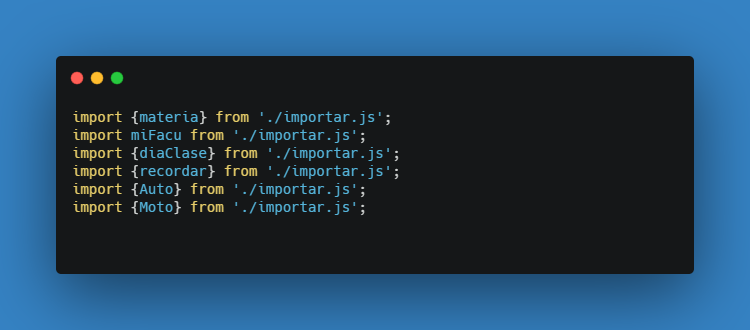 import {materia} from './importar.js';
import miFacu from './importar.js';
import {diaClase} from './importar.js';
import {recordar} from './importar.js';
import {Auto} from './importar.js';
import {Moto} from './importar.js';